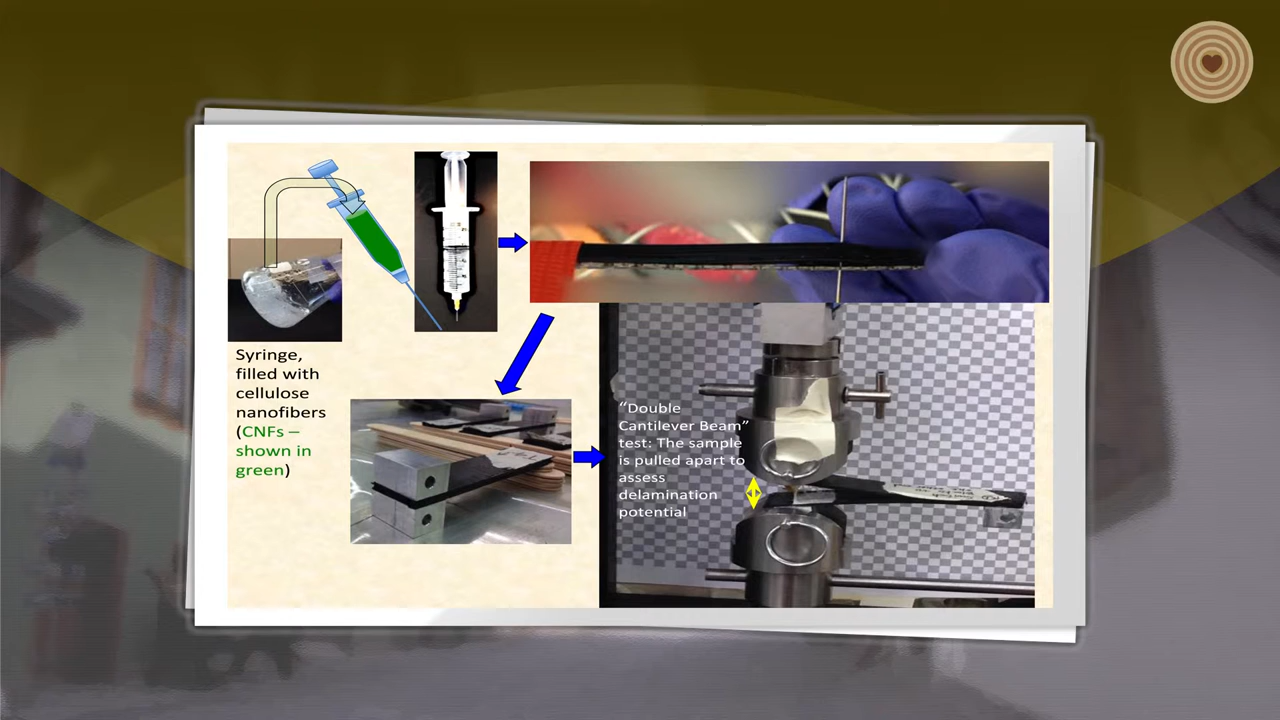 Syringe,
filled with
cellulose
nanofibers
(CNFs –
shown in
green)
“Double
Cantilever Beam”
test: The sample
is pulled apart to
assess
delamination
potential